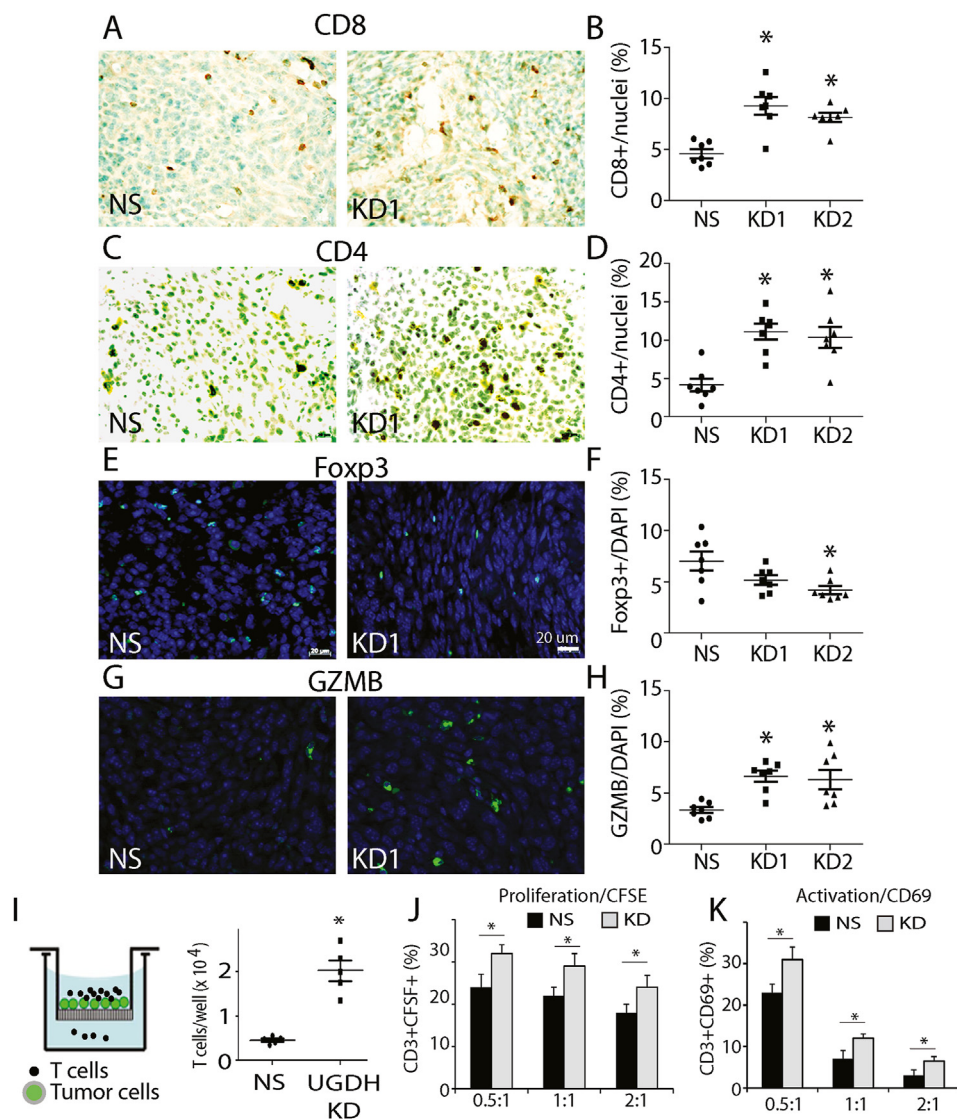 A
CD8
NS
KD1
B
CD8+/nuclei (%)
15
10
5
0
*
*
NS
KD1
KD2
C
CD4
NS
KD1
D
CD4+/nuclei (%)
20
15
10
5
0
*
*
NS
KD1
KD2
E
Foxp3
NS
20 µm
KD1
20 um
F
Foxp3+/DAPI (%)
15
10
5
0
*
NS
KD1
KD2
G
GZMB
NS
KD1
H
GZMB/DAPI (%)
15
10
5
0
*
*
NS
KD1
KD2
I
T cells
Tumor cells
T cells/well (x 10⁴)
2
1
0
*
NS
UGDH
KD
J
Proliferation/CFSE
NS
KD
CD3+CFSF+ (%)
30
20
10
0
*
*
*
0.5:1
1:1
2:1
K
Activation/CD69
NS
KD
CD3+CD69+ (%)
30
20
10
0
*
*
*
0.5:1
1:1
2:1